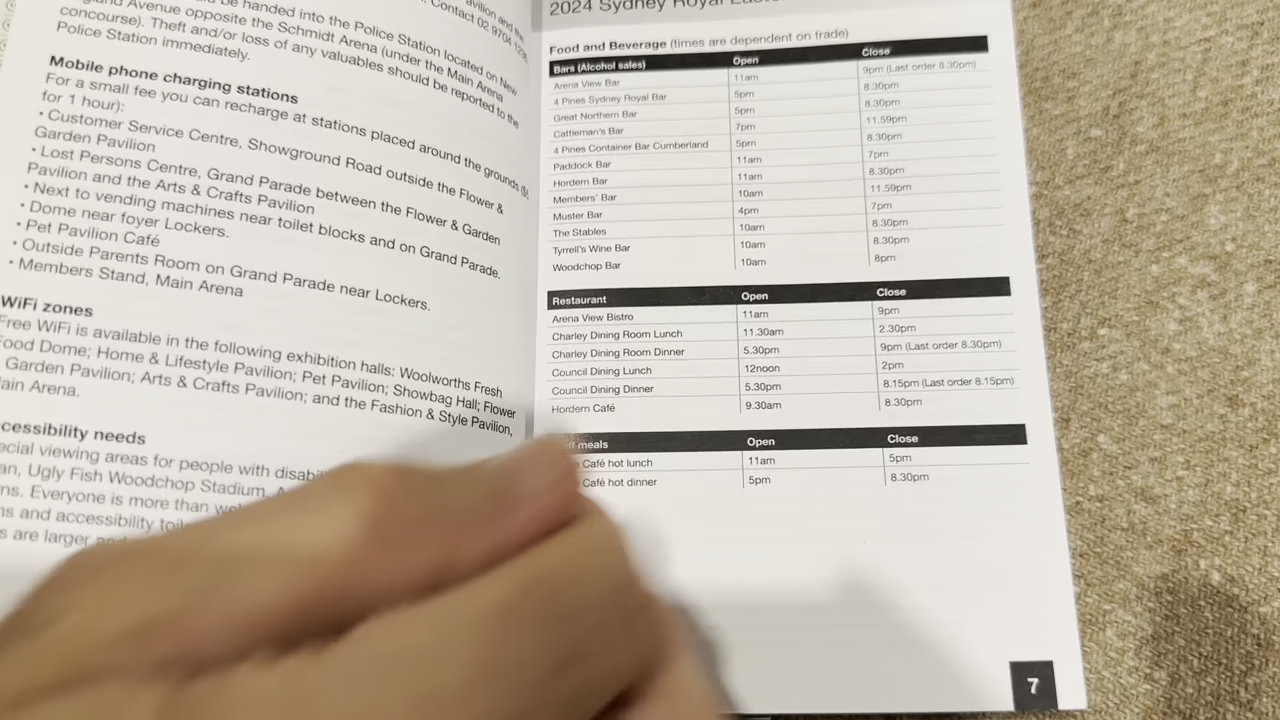 avilion and the
Contact 02 9704
be handed into the Police Station located on New
Avenue opposite the Schmidt Arena (under the Main Arena
concourse). Theft and/or loss of any valuables should be reported to the
Police Station immediately.
Mobile phone charging stations
For a small fee you can recharge at stations placed around the grounds
for 1 hour):
• Customer Service Centre, Showground Road outside the Flower &
Garden Pavilion
• Lost Persons Centre, Grand Parade between the Flower & Garden
Pavilion and the Arts & Crafts Pavilion
• Next to vending machines near toilet blocks and on Grand Parade.
• Dome near foyer Lockers.
• Pet Pavilion Café
• Outside Parents Room on Grand Parade near Lockers.
• Members Stand, Main Arena
WiFi zones
Free WiFi is available in the following exhibition halls: Woolworths Fresh
Food Dome; Home & Lifestyle Pavilion; Pet Pavilion; Showbag Hall; Flower
Garden Pavilion; Arts & Crafts Pavilion; and the Fashion & Style Pavilion,
ain Arena.
cessibility needs
ecial viewing areas for people with
an, Ugly Fish Woodchop Stadium,
ns. Everyone is more than
ns and accessibility
s are larger
2024 Sydney Royal
Food and Beverage (times are dependent on trade)
Bars (Alcohol sales) Open Close
Arena View Bar 11am 9pm (Last order 8.30pm)
4 Pines Sydney Royal Bar 5pm 8.30pm
Great Northern Bar 5pm 8.30pm
Cattleman's Bar 7pm 11.59pm
4 Pines Container Bar Cumberland 5pm 8.30pm
Paddock Bar 11am 7pm
Hordern Bar 11am 8.30pm
Members' Bar 10am 11.59pm
Muster Bar 4pm 7pm
The Stables 10am 8.30pm
Tyrrell's Wine Bar 10am 8.30pm
Woodchop Bar 10am 8pm
Restaurant Open Close
Arena View Bistro 11am 9pm
Charley Dining Room Lunch 11.30am 2.30pm
Charley Dining Room Dinner 5.30pm 9pm (Last order 8.30pm)
Council Dining Lunch 12noon 2pm
Council Dining Dinner 5.30pm 8.15pm (Last order 8.15pm)
Hordern Café 9.30am 8.30pm
meals Open Close
Café hot lunch 11am 5pm
Café hot dinner 5pm 8.30pm
7